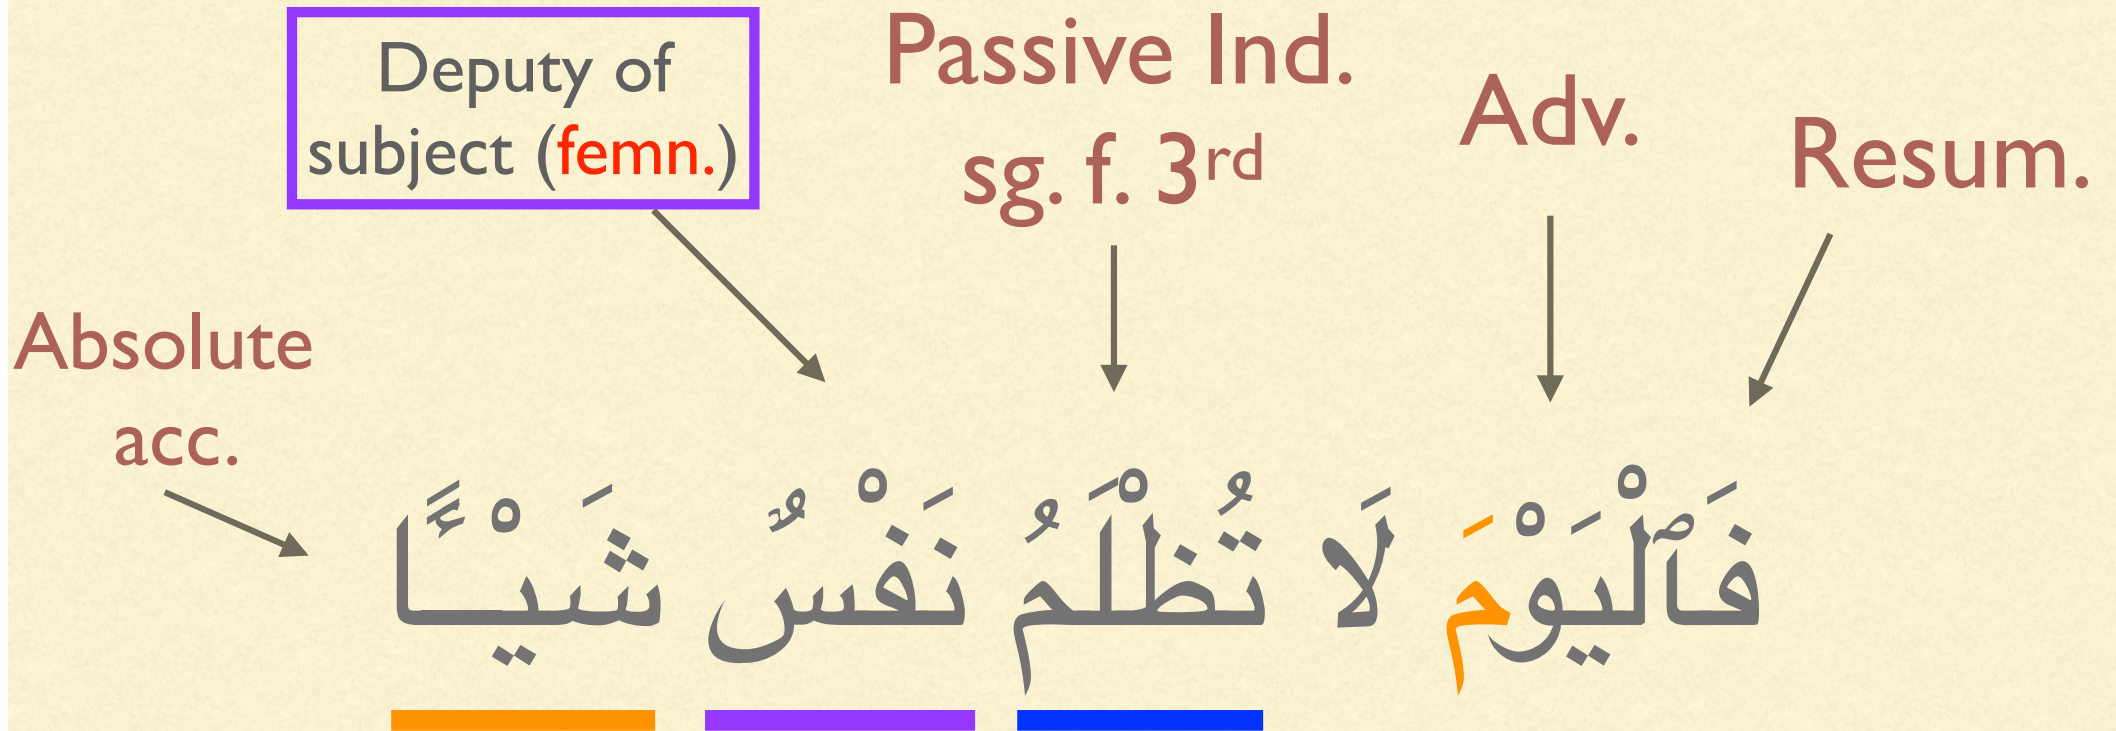 Deputy of
subject (femn.)
Passive Ind.
sg. f. 3rd
Adv.
Resum.
Absolute
acc.
فَٱلْيَوْمَ لَا تُظْلَمُ نَفْسٌ شَيْـًٔا